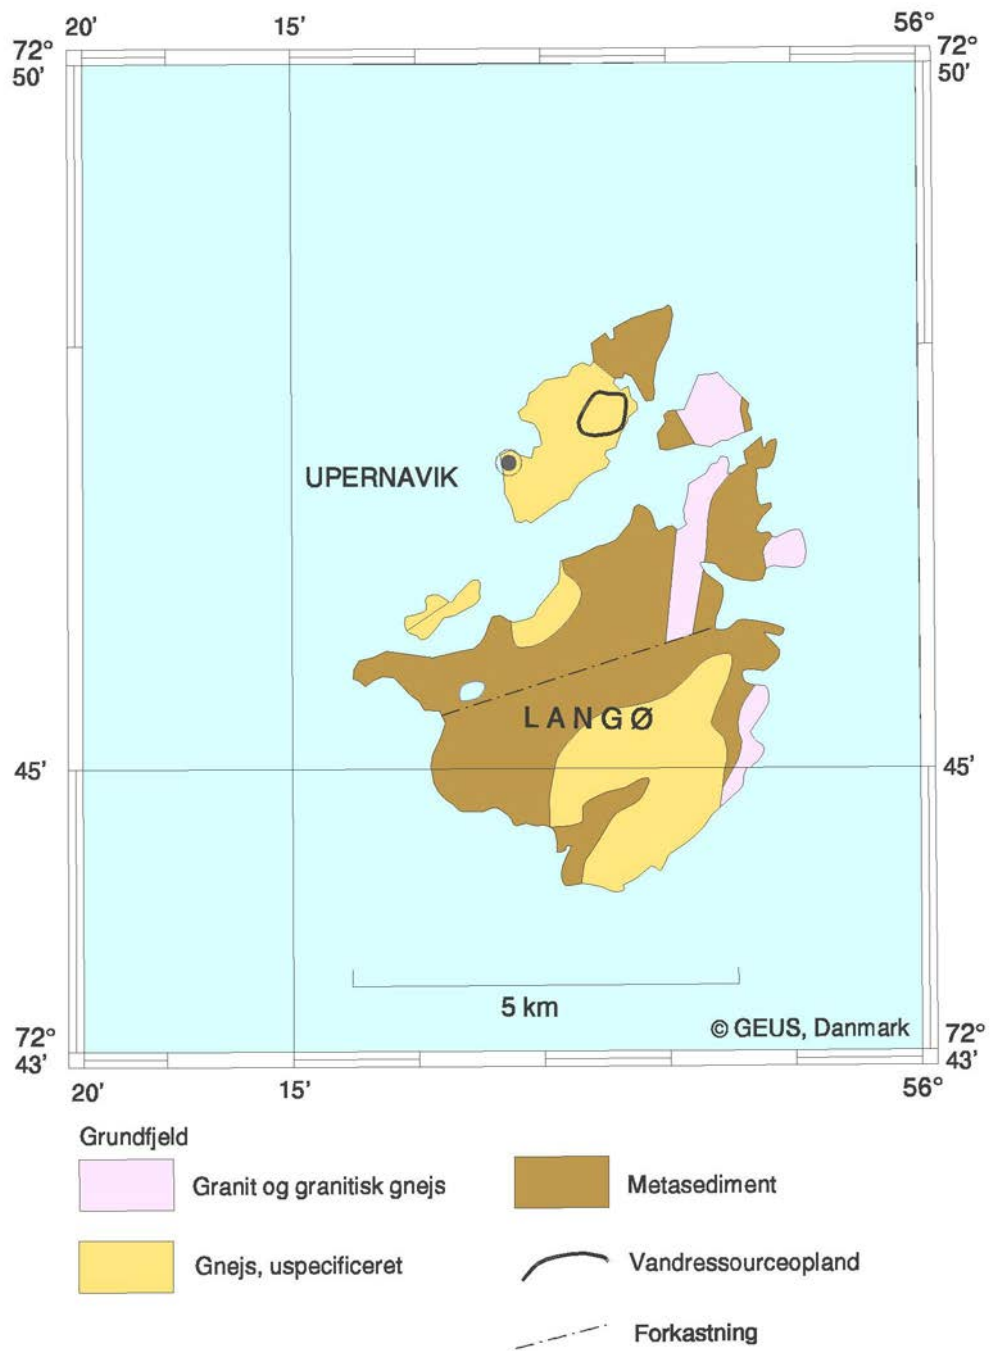 20' 15' 56°
72° 72°
50' 50'
UPERNAVIK
LANGØ
45' 45'
5 km
© GEUS, Danmark
72° 72°
43' 43'
20' 15' 56°
Grundfjeld
Granit og granitisk gnejs
Metasediment
Gnejs, uspecificeret
Vandressourceopland
Forkastning